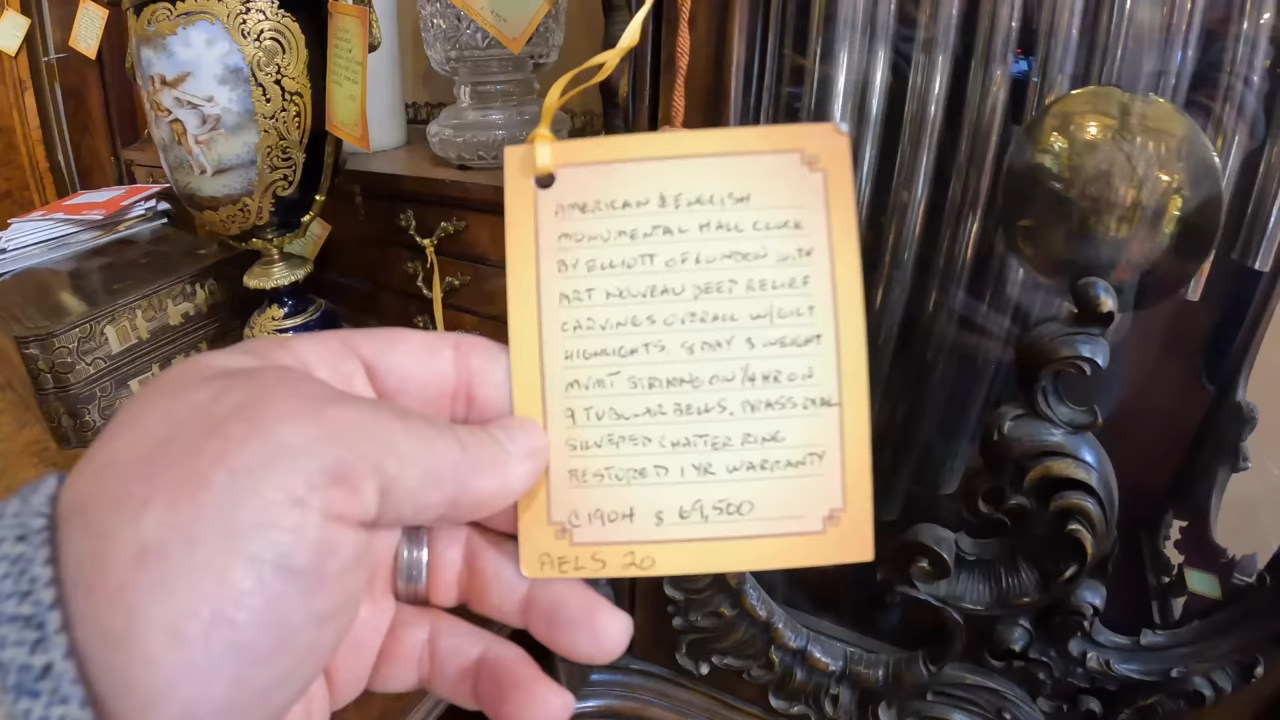 AMERICAN & ENGLISH
MONUMENTAL HALL CLOCK
BY ELLIOTT OF LONDON WITH
ART NOUVEAU DEEP RELIEF
CARVINGS OVERALL W/GILT
HIGHLIGHTS. 8 DAY 3 WEIGHT
MVMT STRIKING ON 1/4 HR ON
9 TUBULAR BELLS. BRASS DIAL
SILVERED CHAPTER RING
RESTORED 1 YR WARRANTY
C1904 $ 69,500
AELS 20